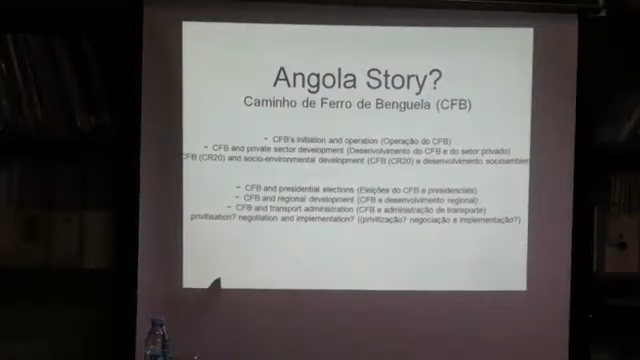 Angola Story?
Caminho de Ferro de Benguela (CFB)
- CFB's initiation and operation (Operação do CFB)
- CFB and private sector development (Desenvolvimento do CFB e do setor privado)
CFB (CR20) and socio-environmental development (CFB (CR20) e desenvolvimento socioambien
- CFB and presidential elections (Eleições do CFB e presidenciais)
- CFB and regional development (CFB e desenvolvimento regional)
- CFB and transport administration (CFB e administração de transporte)
privitisation? negotiation and implementation? ((privtização? negociação e implementação?)